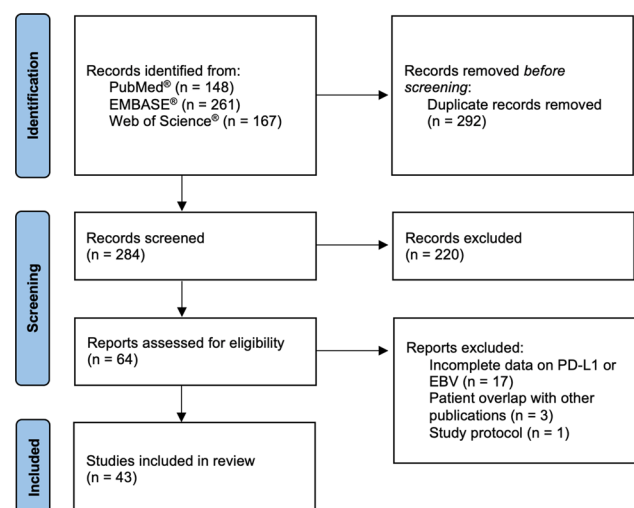 Identification
Records identified from:
PubMed® (n = 148)
EMBASE® (n = 261)
Web of Science® (n = 167)
Records removed before
screening:
Duplicate records removed
(n = 292)
Screening
Records screened
(n = 284)
Records excluded
(n = 220)
Reports assessed for eligibility
(n = 64)
Reports excluded:
Incomplete data on PD-L1 or
EBV (n = 17)
Patient overlap with other
publications (n = 3)
Study protocol (n = 1)
Included
Studies included in review
(n = 43)